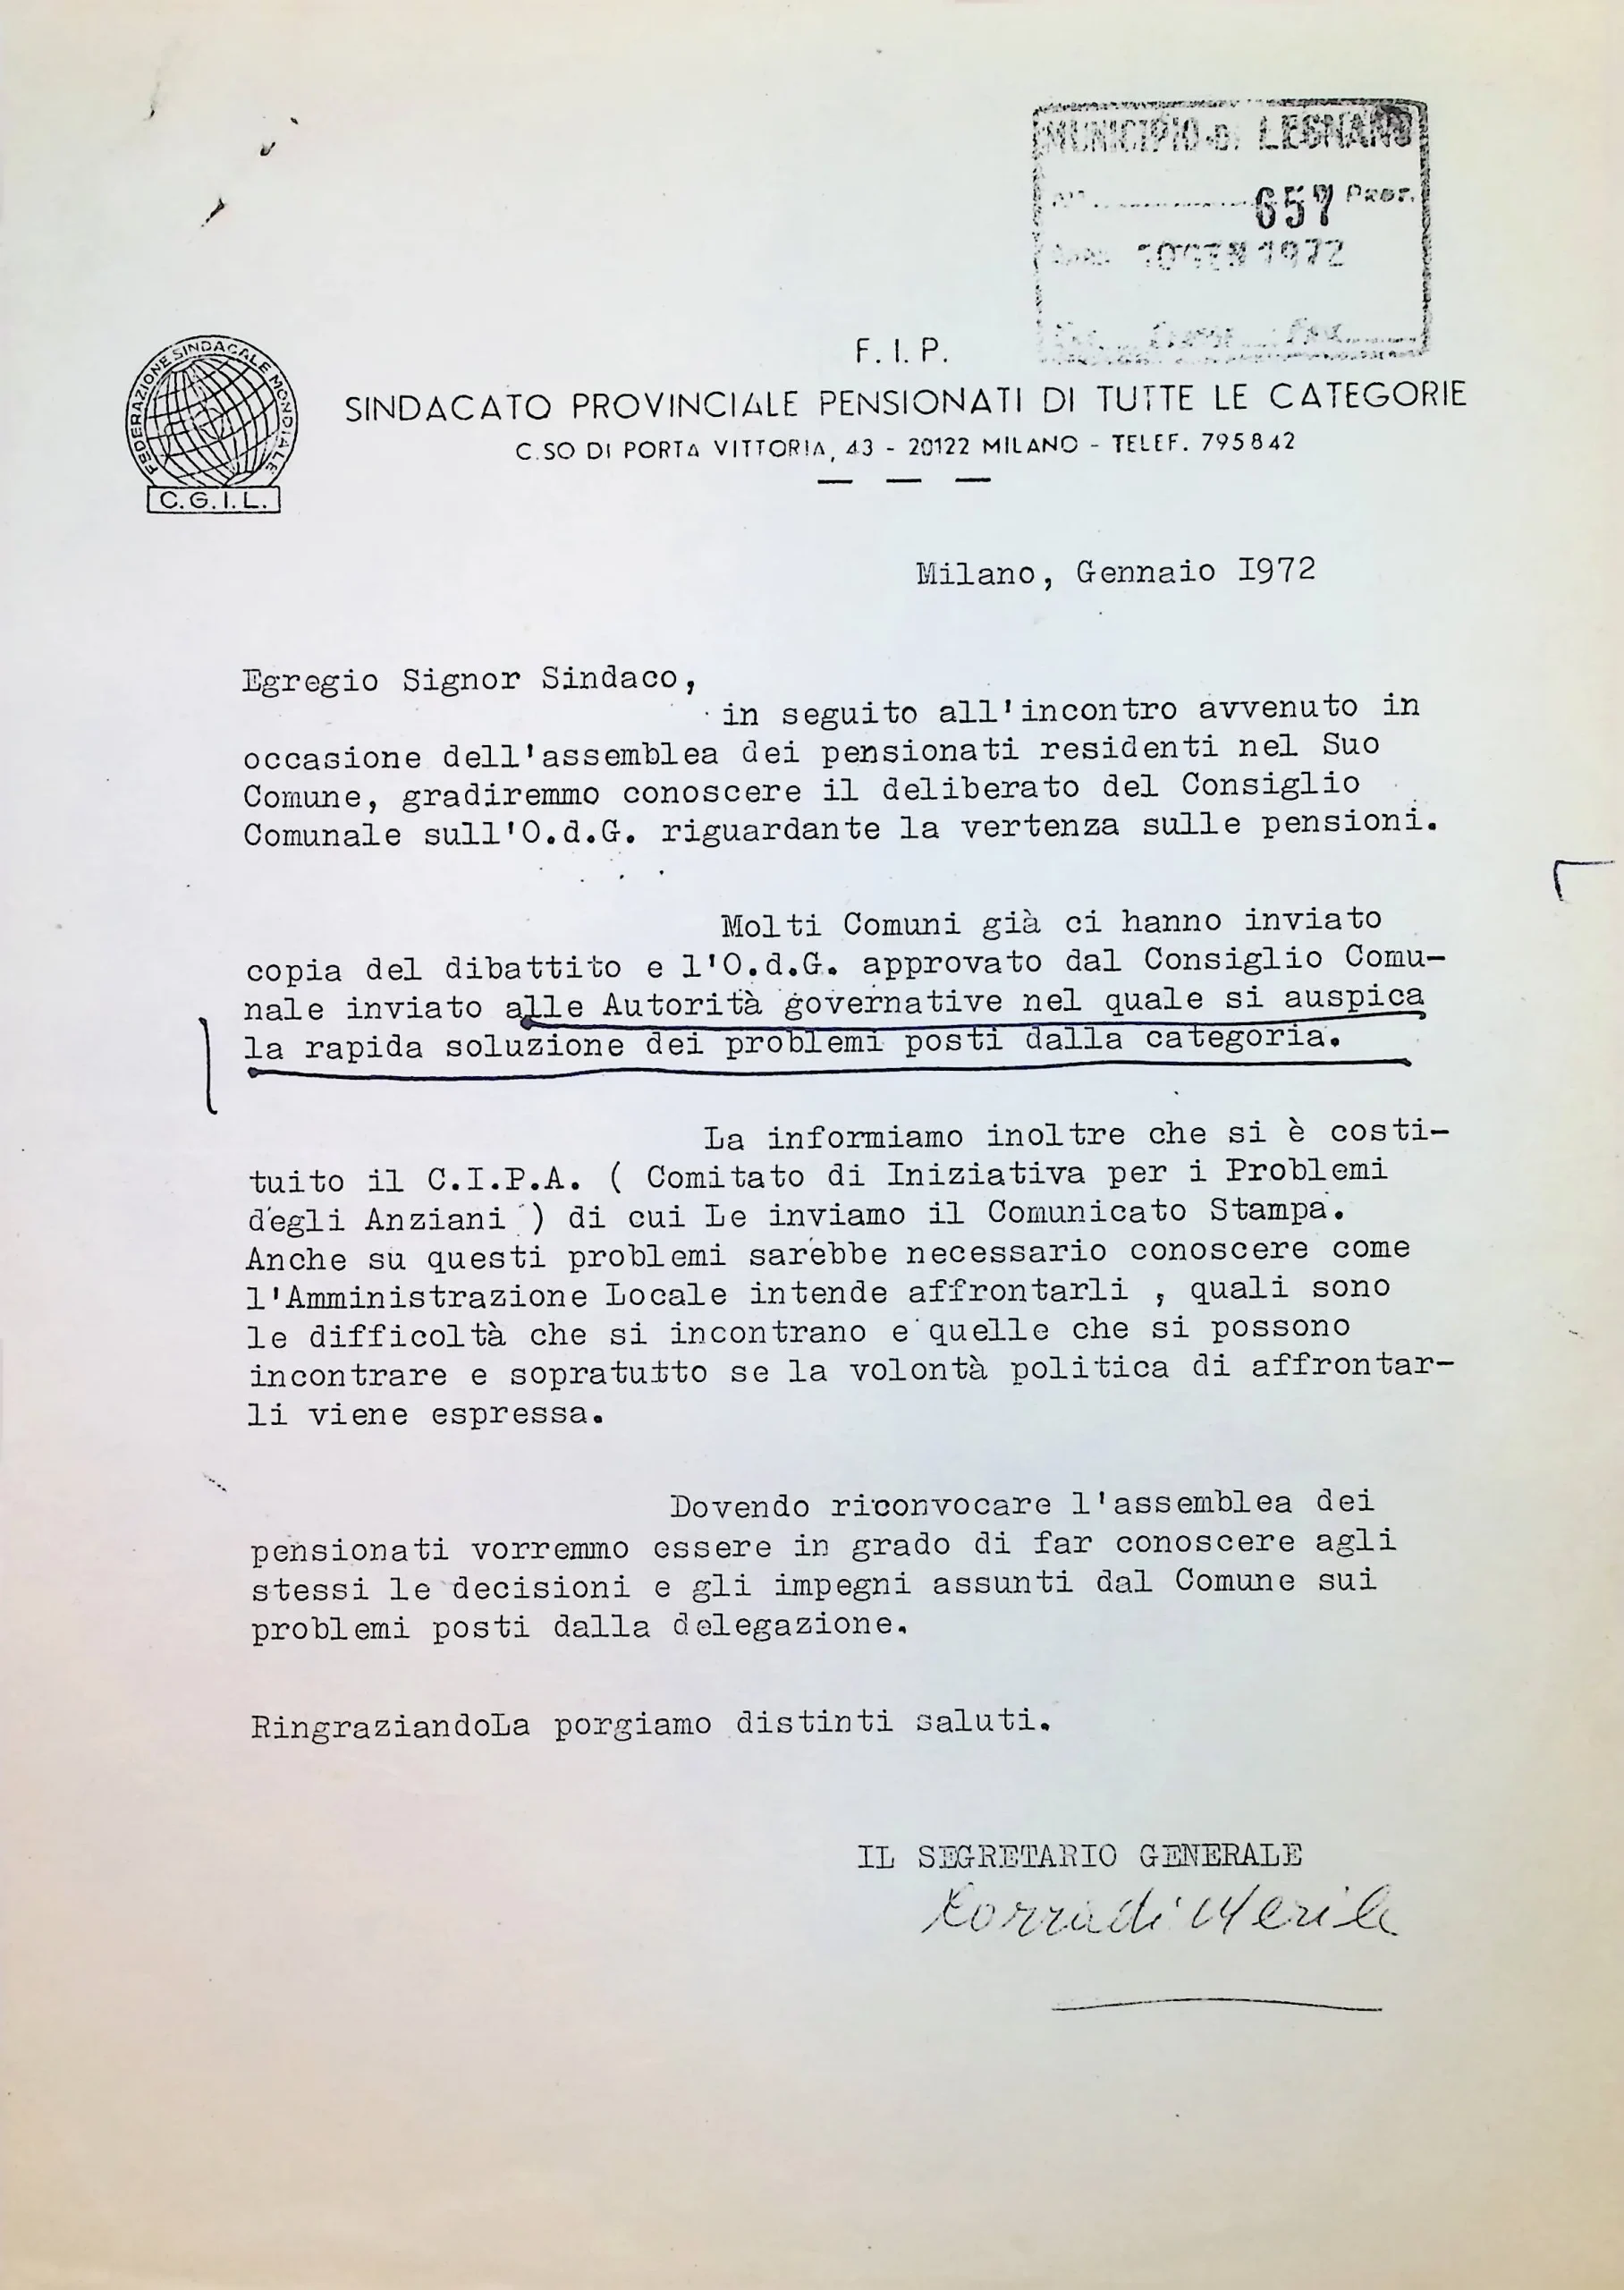 MUNICIPIO DI LEGNANO
657 Prot.
10 GEN 1972
FEDERAZIONE SINDACALE MONDIALE
C.G.I.L.
F. I. P.
SINDACATO PROVINCIALE PENSIONATI DI TUTTE LE CATEGORIE
C.SO DI PORTA VITTORIA, 43 - 20122 MILANO - TELEF. 795842
Milano, Gennaio I972
Egregio Signor Sindaco,
in seguito all'incontro avvenuto in
occasione dell'assemblea dei pensionati residenti nel Suo
Comune, gradiremmo conoscere il deliberato del Consiglio
Comunale sull'O.d.G. riguardante la vertenza sulle pensioni.
Molti Comuni già ci hanno inviato
copia del dibattito e l'O.d.G. approvato dal Consiglio Comu-
nale inviato alle Autorità governative nel quale si auspica
la rapida soluzione dei problemi posti dalla categoria.
La informiamo inoltre che si è costi-
tuito il C.I.P.A. ( Comitato di Iniziativa per i Problemi
degli Anziani ) di cui Le inviamo il Comunicato Stampa.
Anche su questi problemi sarebbe necessario conoscere come
l'Amministrazione Locale intende affrontarli , quali sono
le difficoltà che si incontrano e quelle che si possono
incontrare e sopratutto se la volontà politica di affrontar-
li viene espressa.
Dovendo riconvocare l'assemblea dei
pensionati vorremmo essere in grado di far conoscere agli
stessi le decisioni e gli impegni assunti dal Comune sui
problemi posti dalla delegazione.
RingraziandoLa porgiamo distinti saluti.
IL SEGRETARIO GENERALE
Corradi